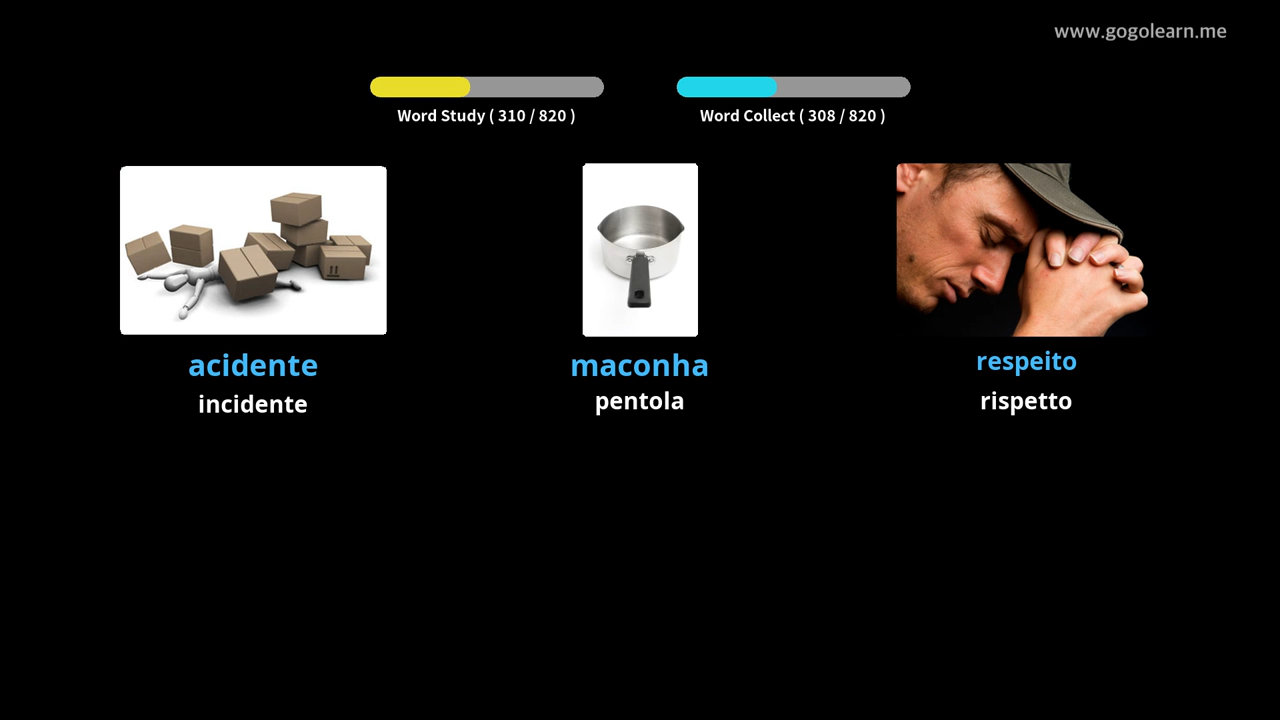 www.gogolearn.me
Word Study ( 310 / 820 )
Word Collect ( 308 / 820 )
acidente
incidente
maconha
pentola
respeito
rispetto